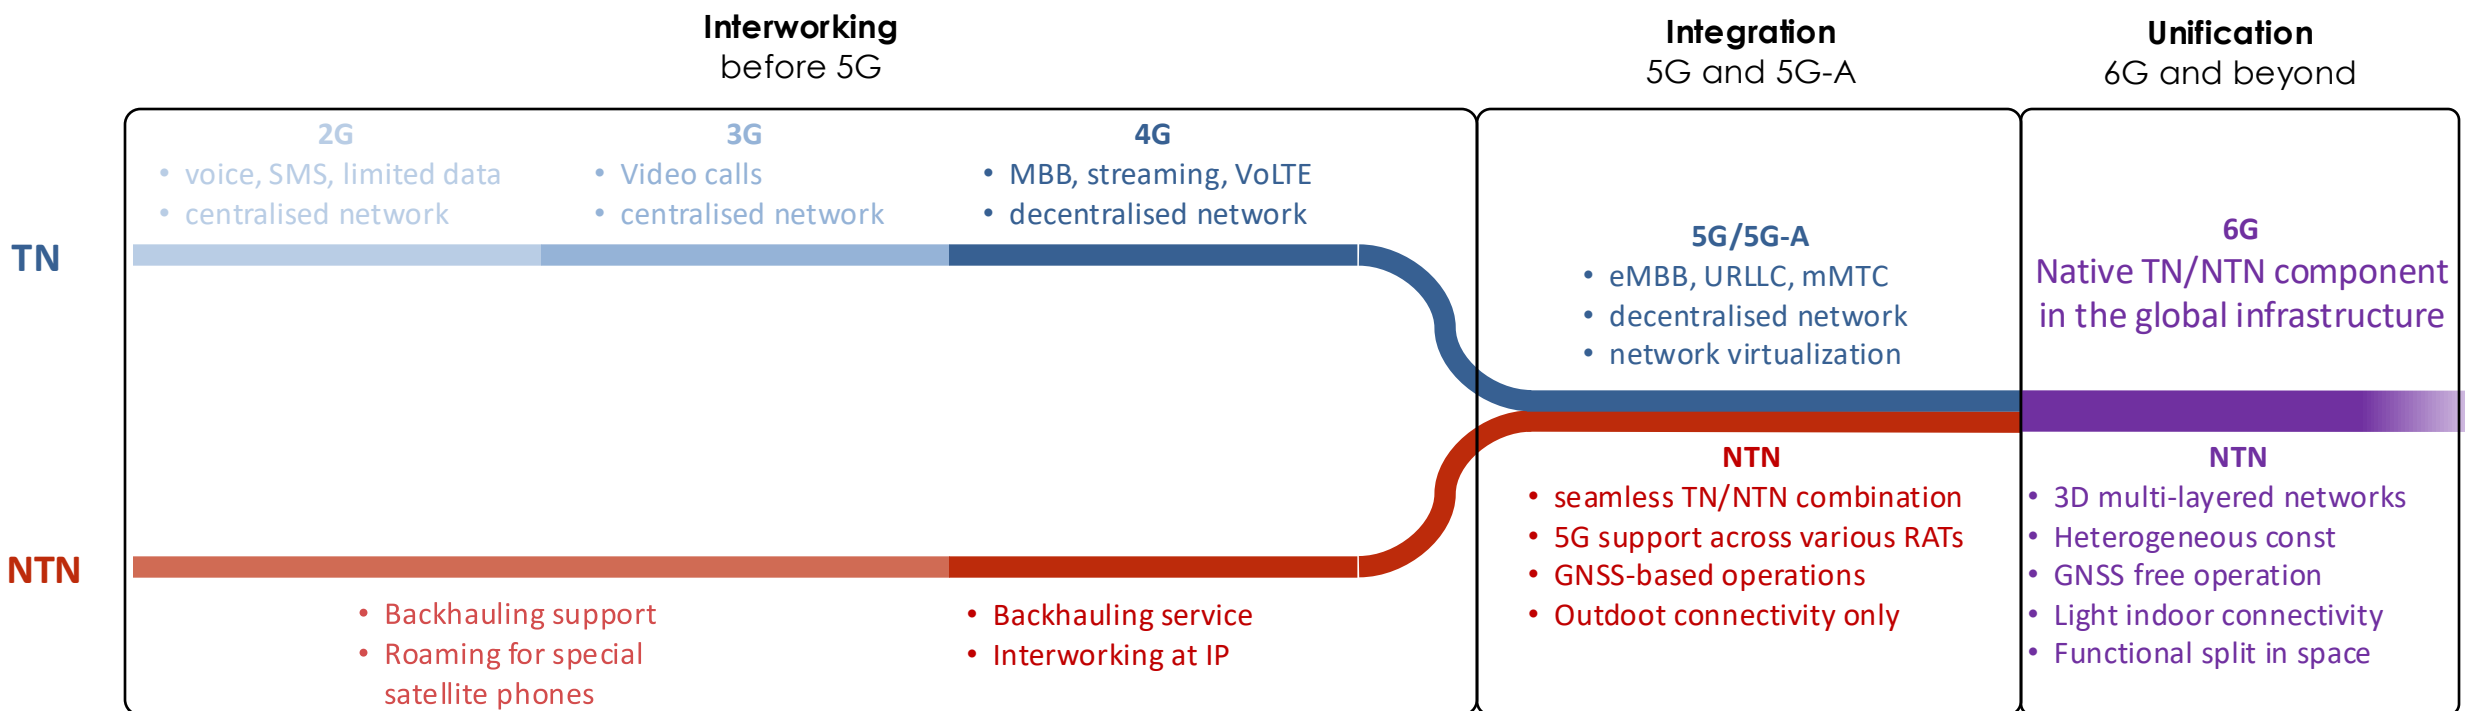 Interworking
before 5G
Integration
5G and 5G-A
Unification
6G and beyond
TN
2G
• voice, SMS, limited data
• centralised network
3G
• Video calls
• centralised network
4G
• MBB, streaming, VoLTE
• decentralised network
5G/5G-A
• eMBB, URLLC, mMTC
• decentralised network
• network virtualization
6G
Native TN/NTN component
in the global infrastructure
NTN
• Backhauling support
• Roaming for special
satellite phones
• Backhauling service
• Interworking at IP
NTN
• seamless TN/NTN combination
• 5G support across various RATs
• GNSS-based operations
• Outdoot connectivity only
NTN
• 3D multi-layered networks
• Heterogeneous const
• GNSS free operation
• Light indoor connectivity
• Functional split in space